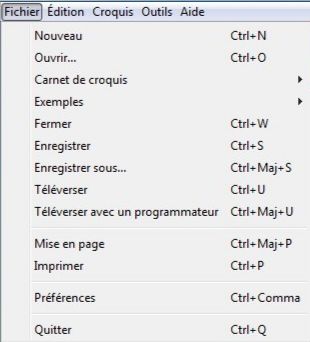 Fichier Édition Croquis Outils Aide
Nouveau Ctrl+N
Ouvrir... Ctrl+O
Carnet de croquis
Exemples
Fermer Ctrl+W
Enregistrer Ctrl+S
Enregistrer sous... Ctrl+Maj+S
Téléverser Ctrl+U
Téléverser avec un programmateur Ctrl+Maj+U
Mise en page Ctrl+Maj+P
Imprimer Ctrl+P
Préférences Ctrl+Comma
Quitter Ctrl+Q